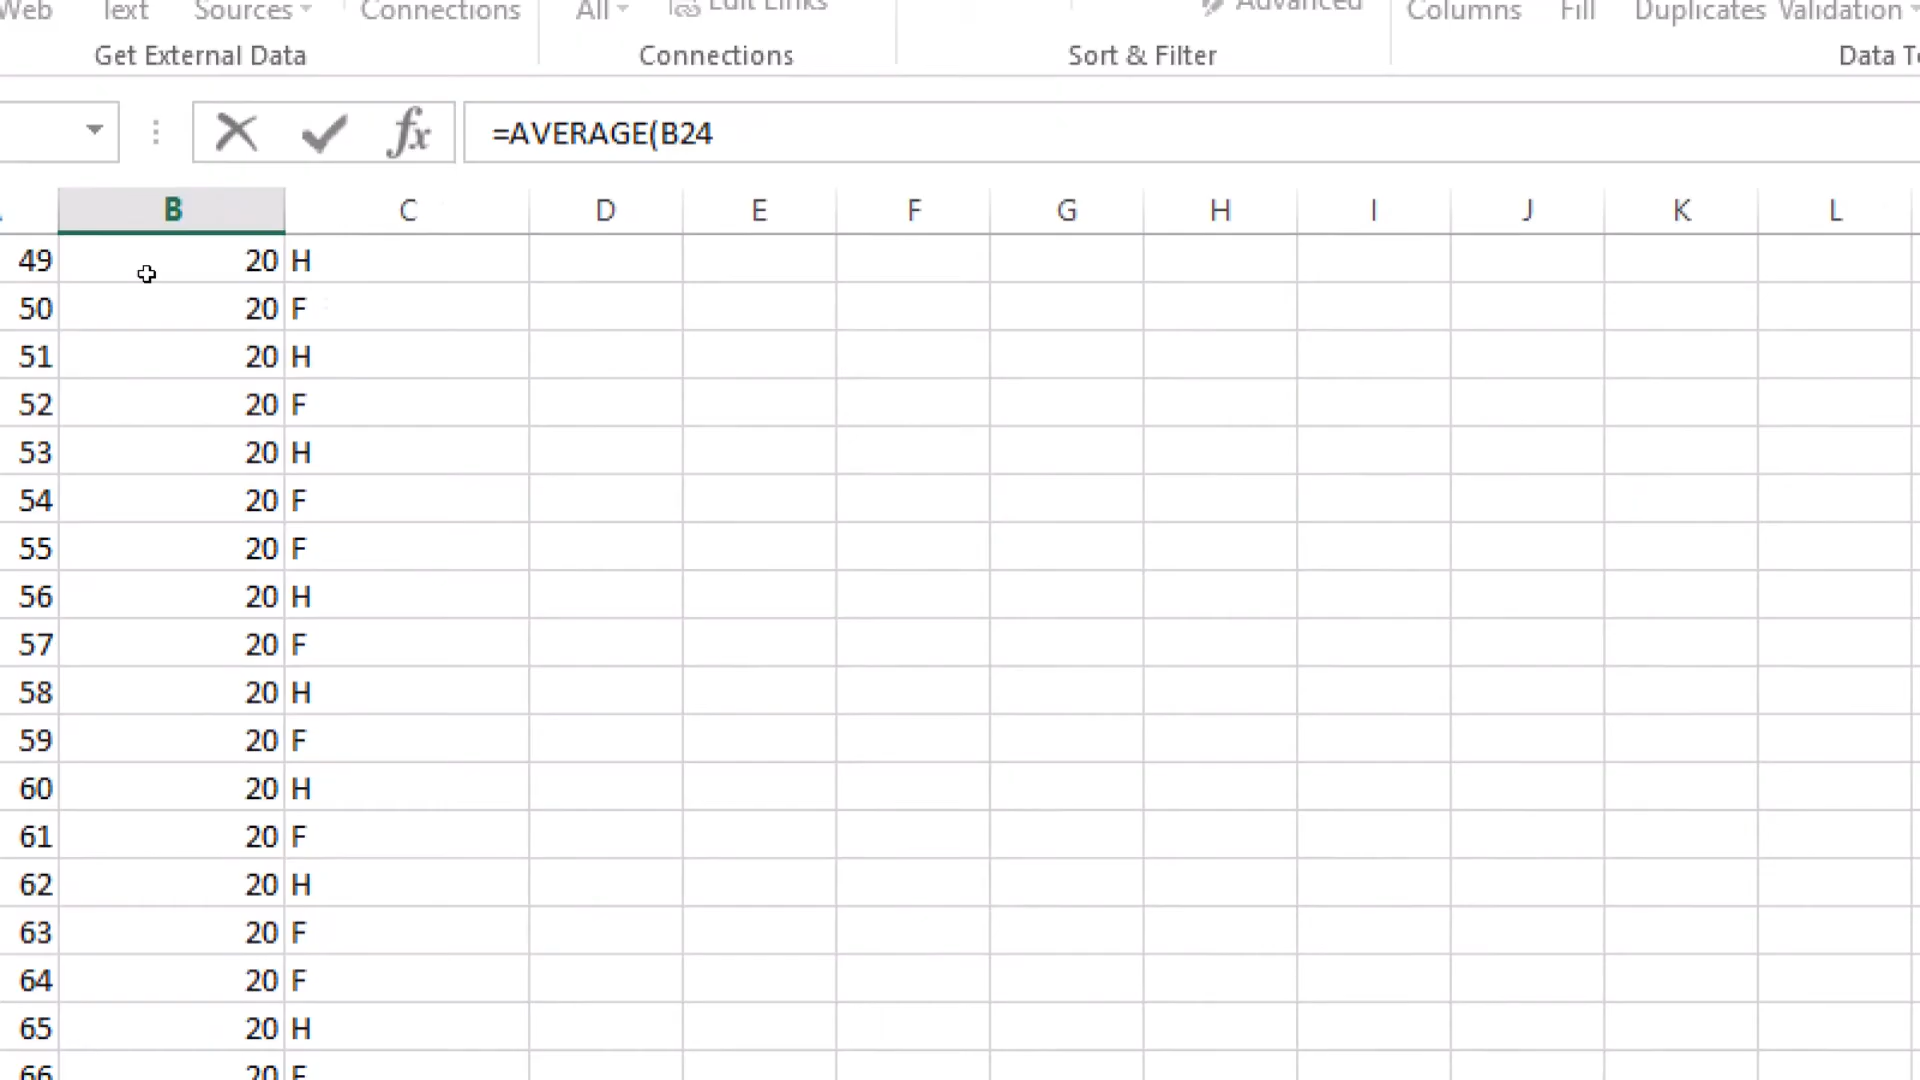 Web Text Sources Connections All Edit Links Advanced Columns Fill Duplicates Validation
Get External Data Connections Sort & Filter Data
fx =AVERAGE(B24
B C D E F G H I J K L
49 20 H
50 20 F
51 20 H
52 20 F
53 20 H
54 20 F
55 20 F
56 20 H
57 20 F
58 20 H
59 20 F
60 20 H
61 20 F
62 20 H
63 20 F
64 20 F
65 20 H
66 20 F